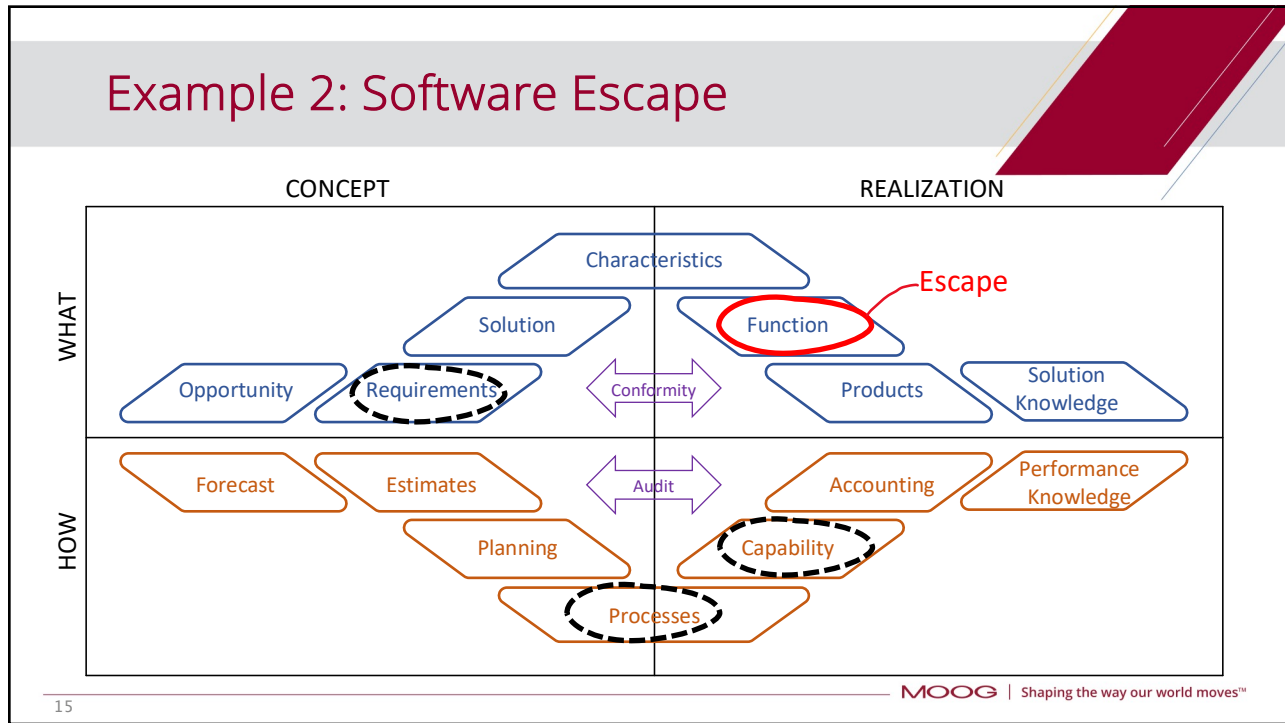 Example 2: Software Escape
CONCEPT
REALIZATION
WHAT
Characteristics
Escape
Solution
Function
Opportunity
Requirements
Conformity
Products
Solution
Knowledge
HOW
Forecast
Estimates
Audit
Accounting
Performance
Knowledge
Planning
Capability
Processes
15
MOOG | Shaping the way our world moves™